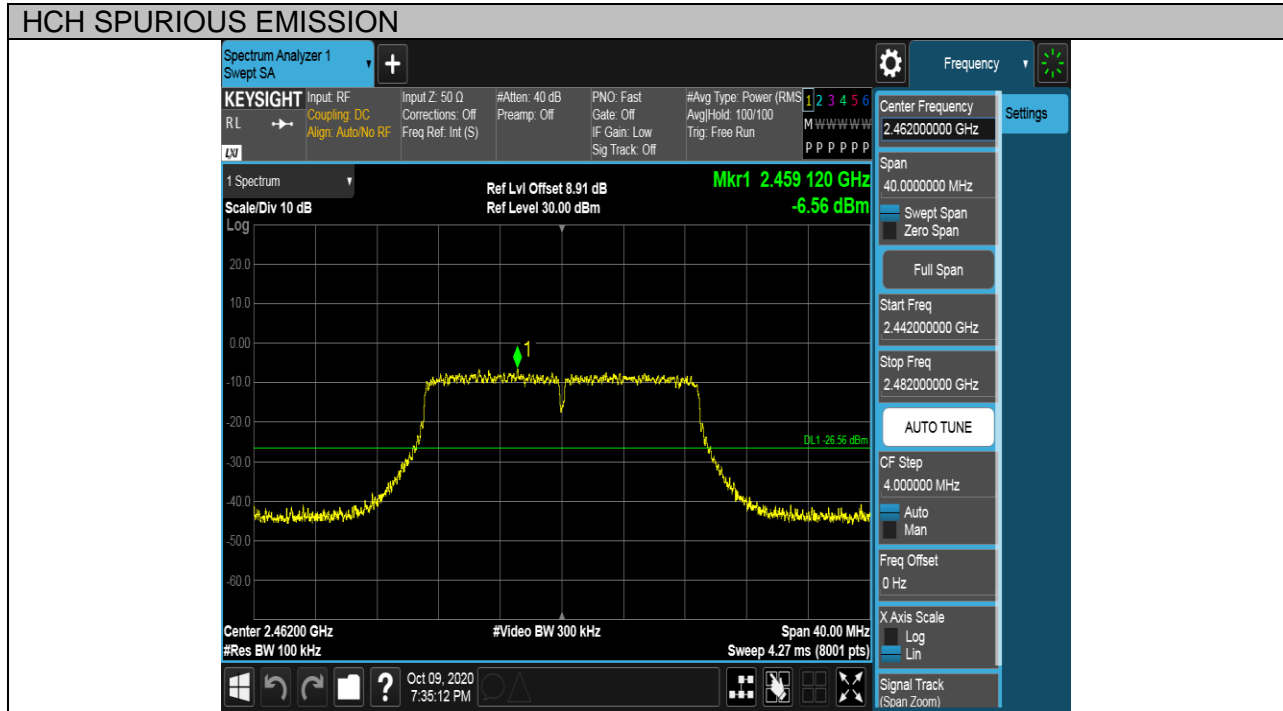 HCH SPURIOUS EMISSION
Spectrum Analyzer 1
Swept SA
+
Frequency
KEYSIGHT
RL
LXI
Input: RF
Coupling: DC
Align: Auto/No RF
Input Z: 50 Ω
Corrections: Off
Freq Ref: Int (S)
#Atten: 40 dB
Preamp: Off
PNO: Fast
Gate: Off
IF Gain: Low
Sig Track: Off
#Avg Type: Power (RMS
Avg|Hold: 100/100
Trig: Free Run
1 2 3 4 5 6
M W W W W W
P P P P P P
1 Spectrum
Scale/Div 10 dB
Log
Ref Lvl Offset 8.91 dB
Ref Level 30.00 dBm
Mkr1 2.459 120 GHz
-6.56 dBm
20.0
10.0
0.00
1
-10.0
-20.0
DL1 -26.56 dBm
-30.0
-40.0
-50.0
-60.0
Center 2.46200 GHz
#Res BW 100 kHz
#Video BW 300 kHz
Span 40.00 MHz
Sweep 4.27 ms (8001 pts)
?
Oct 09, 2020
7:35:12 PM
Center Frequency
2.462000000 GHz
Settings
Span
40.0000000 MHz
Swept Span
Zero Span
Full Span
Start Freq
2.442000000 GHz
Stop Freq
2.482000000 GHz
AUTO TUNE
CF Step
4.000000 MHz
Auto
Man
Freq Offset
0 Hz
X Axis Scale
Log
Lin
Signal Track
(Span Zoom)